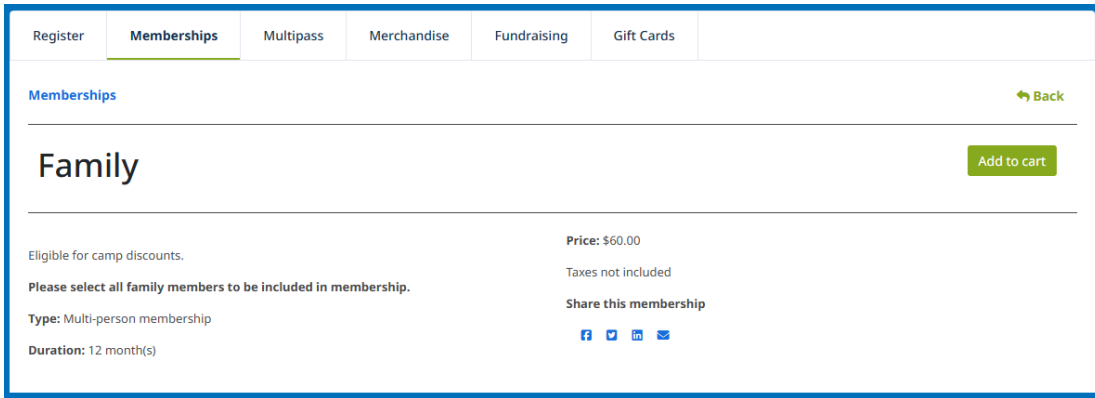 Register Memberships Multipass Merchandise Fundraising Gift Cards
Memberships
Back
Family
Add to cart
Eligible for camp discounts.
Please select all family members to be included in membership.
Type: Multi-person membership
Duration: 12 month(s)
Price: $60.00
Taxes not included
Share this membership